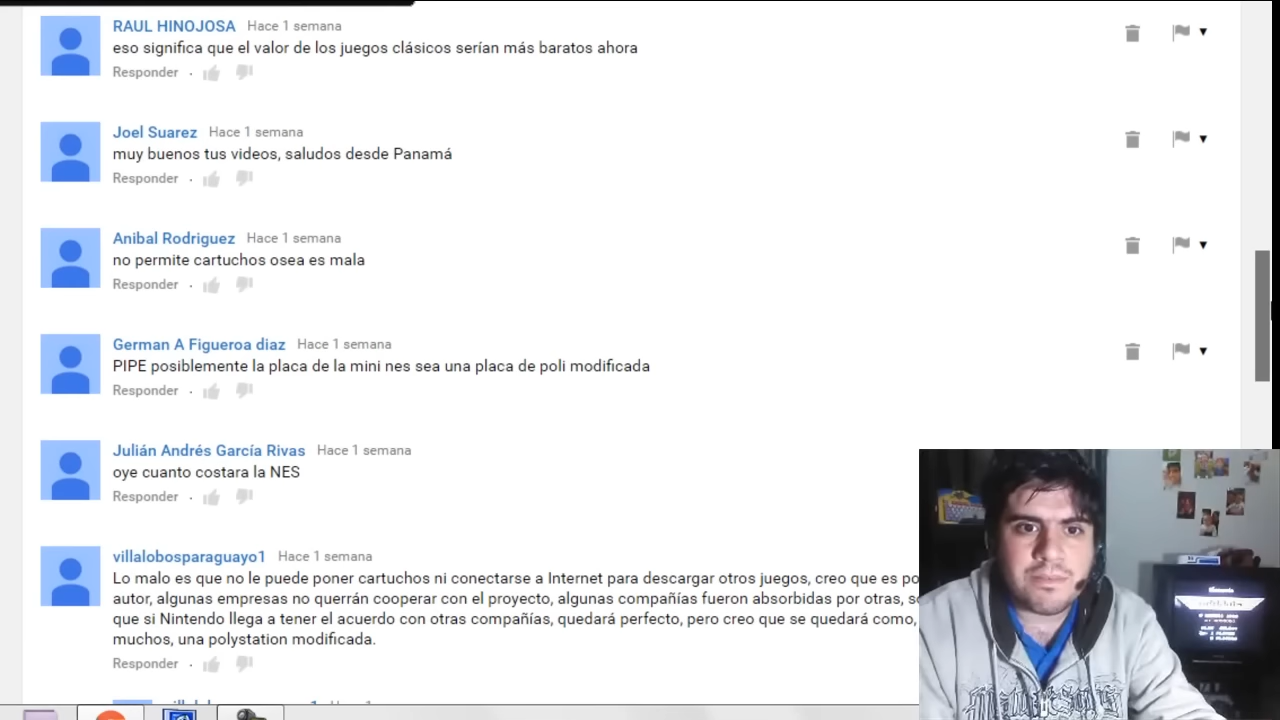 RAUL HINOJOSA Hace 1 semana
eso significa que el valor de los juegos clásicos serían más baratos ahora
Responder
Joel Suarez Hace 1 semana
muy buenos tus videos, saludos desde Panamá
Responder
Anibal Rodriguez Hace 1 semana
no permite cartuchos osea es mala
Responder
German A Figueroa diaz Hace 1 semana
PIPE posiblemente la placa de la mini nes sea una placa de poli modificada
Responder
Julián Andrés García Rivas Hace 1 semana
oye cuanto costara la NES
Responder
villalobosparaguayo1 Hace 1 semana
Lo malo es que no le puede poner cartuchos ni conectarse a Internet para descargar otros juegos, creo que es po
autor, algunas empresas no querrán cooperar con el proyecto, algunas compañías fueron absorbidas por otras, so
que si Nintendo llega a tener el acuerdo con otras compañías, quedará perfecto, pero creo que se quedará como,
muchos, una polystation modificada.
Responder